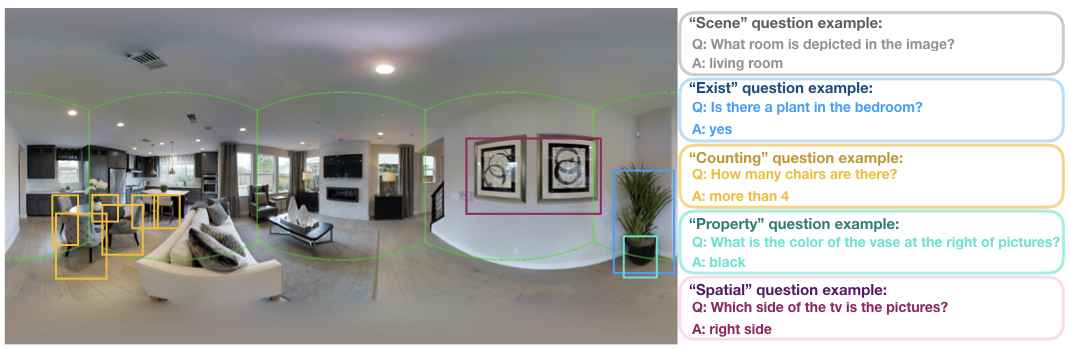 “Scene” question example:
Q: What room is depicted in the image?
A: living room
“Exist” question example:
Q: Is there a plant in the bedroom?
A: yes
“Counting” question example:
Q: How many chairs are there?
A: more than 4
“Property” question example:
Q: What is the color of the vase at the right of pictures?
A: black
“Spatial” question example:
Q: Which side of the tv is the pictures?
A: right side